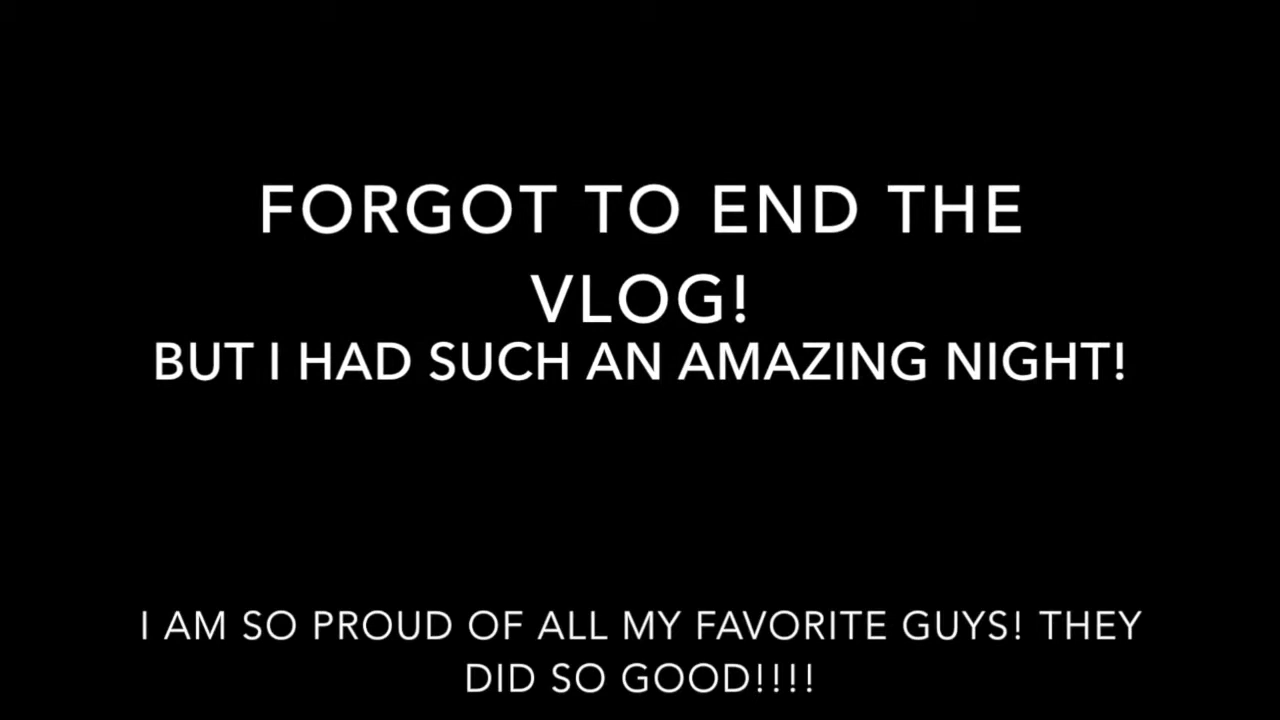 FORGOT TO END THE
VLOG!
BUT I HAD SUCH AN AMAZING NIGHT!
I AM SO PROUD OF ALL MY FAVORITE GUYS! THEY
DID SO GOOD!!!!